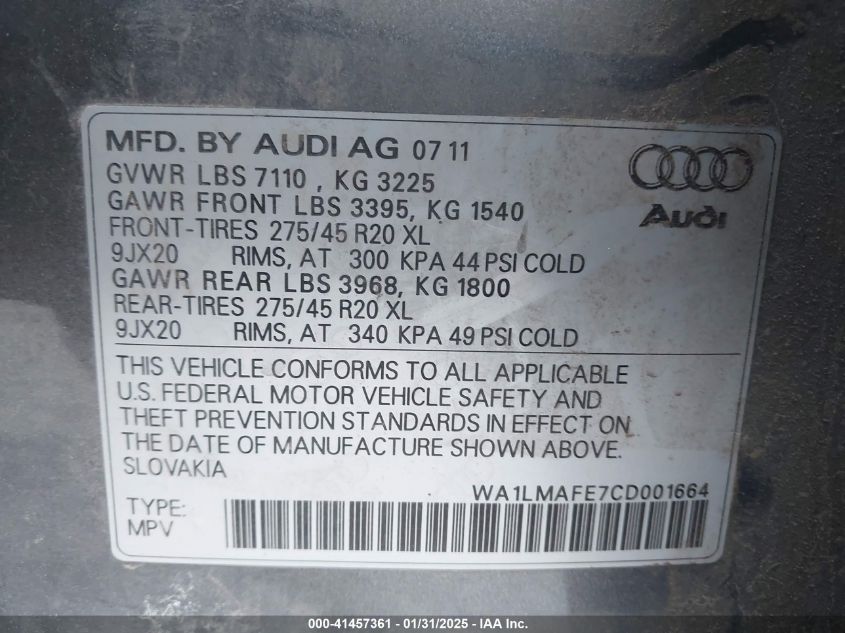 MFD. BY AUDI AG 07 11
GVWR LBS 7110 , KG 3225
GAWR FRONT LBS 3395, KG 1540
FRONT-TIRES 275/45 R20 XL
9JX20 RIMS, AT 300 KPA 44 PSI COLD
GAWR REAR LBS 3968, KG 1800
REAR-TIRES 275/45 R20 XL
9JX20 RIMS, AT 340 KPA 49 PSI COLD
Audi
THIS VEHICLE CONFORMS TO ALL APPLICABLE
U.S. FEDERAL MOTOR VEHICLE SAFETY AND
THEFT PREVENTION STANDARDS IN EFFECT ON
THE DATE OF MANUFACTURE SHOWN ABOVE.
SLOVAKIA
WA1LMAFE7CD001664
TYPE:
MPV
000-41457361 - 01/31/2025 - IAA Inc.